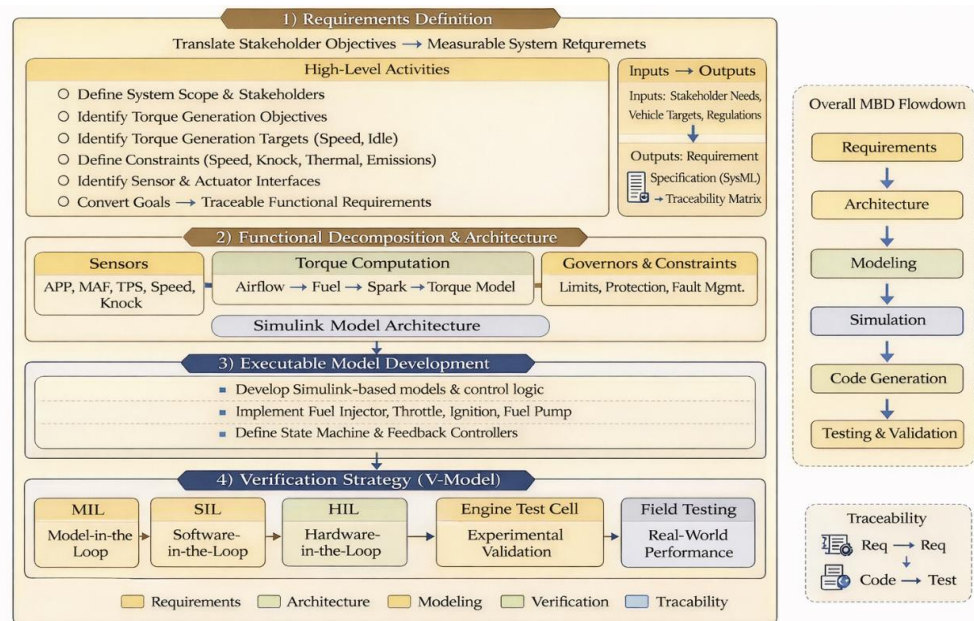 1) Requirements Definition
Translate Stakeholder Objectives → Measurable System Retquremets
High-Level Activities
Define System Scope & Stakeholders
Identify Torque Generation Objectives
Identify Torque Generation Targets (Speed, Idle)
Define Constraints (Speed, Knock, Thermal, Emissions)
Identify Sensor & Actuator Interfaces
Convert Goals → Traceable Functional Requirements
Inputs → Outputs
Inputs: Stakeholder Needs,
Vehicle Targets, Regulations
Outputs: Requirement
Specification (SysML)
→ Traceability Matrix
2) Functional Decomposition & Architecture
Sensors
APP, MAF, TPS, Speed,
Knock
Torque Computation
Airflow → Fuel → Spark → Torque Model
Governors & Constraints
Limits, Protection, Fault Mgmt.
Simulink Model Architecture
3) Executable Model Development
Develop Simulink-based models & control logic
Implement Fuel Injector, Throttle, Ignition, Fuel Pump
Define State Machine & Feedback Controllers
4) Verification Strategy (V-Model)
MIL
Model-in-the
Loop
SIL
Software-
in-the-Loop
HIL
Hardware-
in-the-Loop
Engine Test Cell
Experimental
Validation
Field Testing
Real-World
Performance
Requirements
Architecture
Modeling
Verification
Tracability
Overall MBD Flowdown
Requirements
Architecture
Modeling
Simulation
Code Generation
Testing & Validation
Traceability
Req → Req
Code → Test